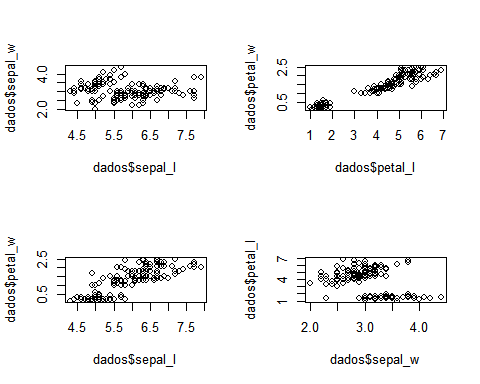 dados$sepal_w
2.0 4.0
4.5 5.5 6.5 7.5
dados$sepal_l
dados$petal_w
0.5 2.5
1 2 3 4 5 6 7
dados$petal_l
dados$petal_w
0.5 2.5
4.5 5.5 6.5 7.5
dados$sepal_l
dados$petal_l
1 4 7
2.0 3.0 4.0
dados$sepal_w